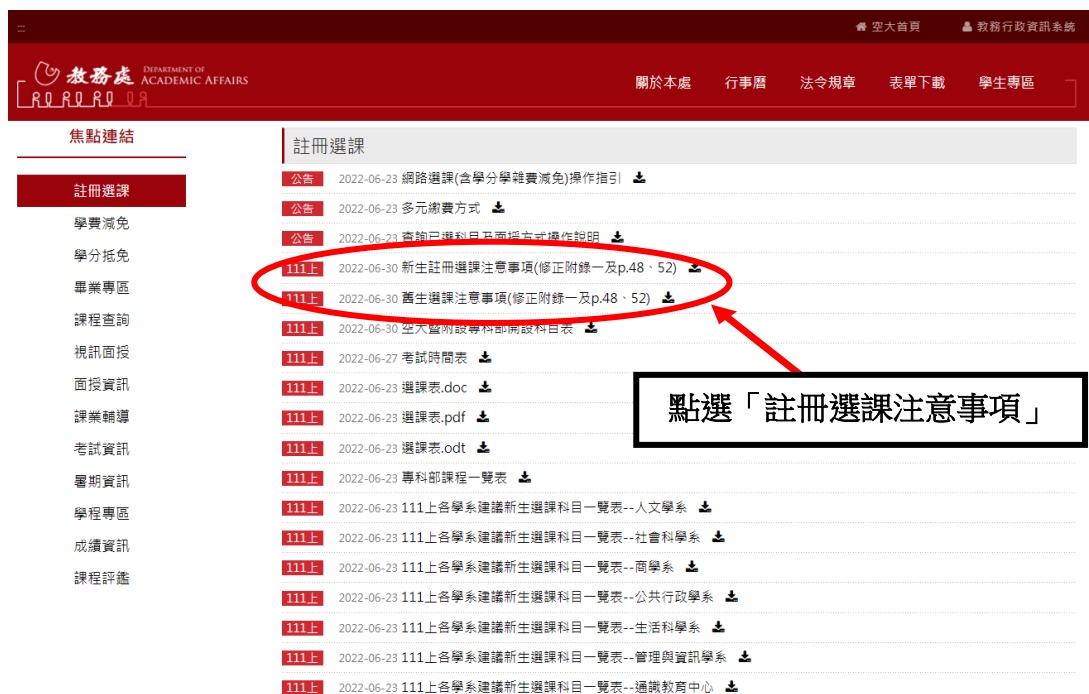 空大首頁 教務行政資訊系統
教務處 DEPARTMENT OF ACADEMIC AFFAIRS
關於本處 行事曆 法令規章 表單下載 學生專區
焦點連結
註冊選課
學費減免
學分抵免
畢業專區
課程查詢
視訊面授
面授資訊
課業輔導
考試資訊
暑期資訊
學程專區
成績資訊
課程評鑑
註冊選課
公告 2022-06-23 網路選課(含學分學雜費減免)操作指引
公告 2022-06-23 多元繳費方式
公告 2022-06-23 查詢已選科目及面授方式操作說明
111上 2022-06-30 新生註冊選課注意事項(修正附錄一及p.48、52)
111上 2022-06-30 舊生選課注意事項(修正附錄一及p.48、52)
111上 2022-06-30 空大暨附設專科部開設科目表
111上 2022-06-27 考試時間表
111上 2022-06-23 選課表.doc
111上 2022-06-23 選課表.pdf
111上 2022-06-23 選課表.odt
111上 2022-06-23 專科部課程一覽表
111上 2022-06-23 111上各學系建議新生選課科目一覽表--人文學系
111上 2022-06-23 111上各學系建議新生選課科目一覽表--社會科學系
111上 2022-06-23 111上各學系建議新生選課科目一覽表--商學系
111上 2022-06-23 111上各學系建議新生選課科目一覽表--公共行政學系
111上 2022-06-23 111上各學系建議新生選課科目一覽表--生活科學系
111上 2022-06-23 111上各學系建議新生選課科目一覽表--管理與資訊學系
111上 2022-06-23 111上各學系建議新生選課科目一覽表--通識教育中心
點選「註冊選課注意事項」